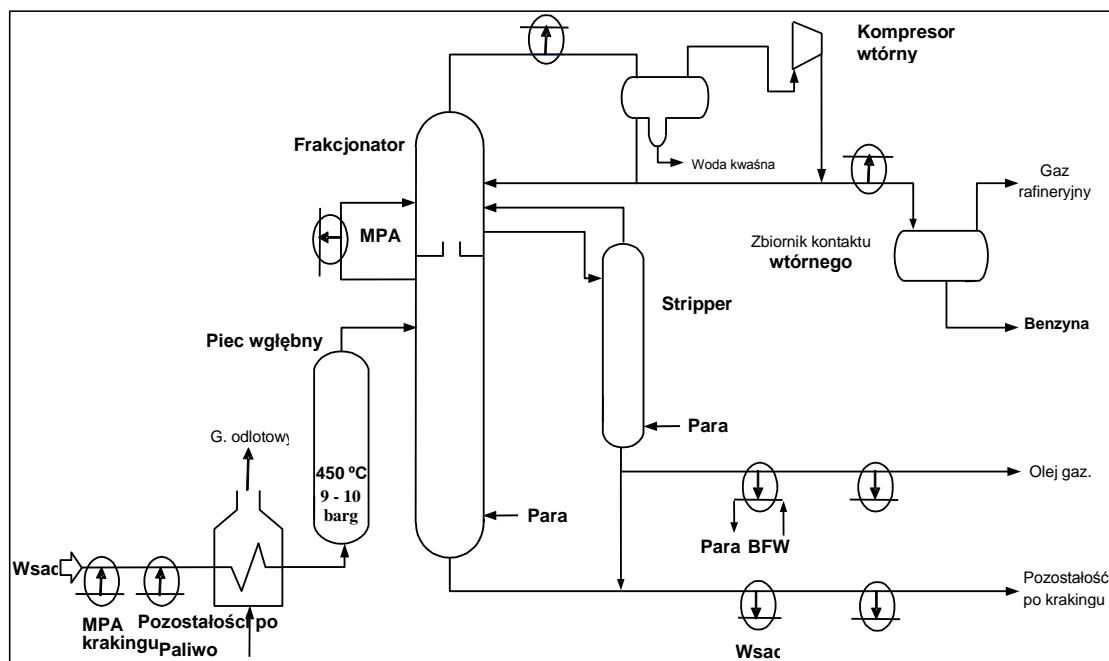 Kompresor
wtórny
Frakcjonator
Woda kwaśna
Gaz
rafineryjny
MPA
Zbiornik kontaktu
wtórnego
Stripper
Benzyna
Piec wgłębny
G. odlotowy
Para
450 ºC
9 - 10
barg
Olej gaz.
Para
Para BFW
Wsad
Pozostałość
po krakingu
MPA
krakingu
Pozostałości po
Paliwo
Wsad